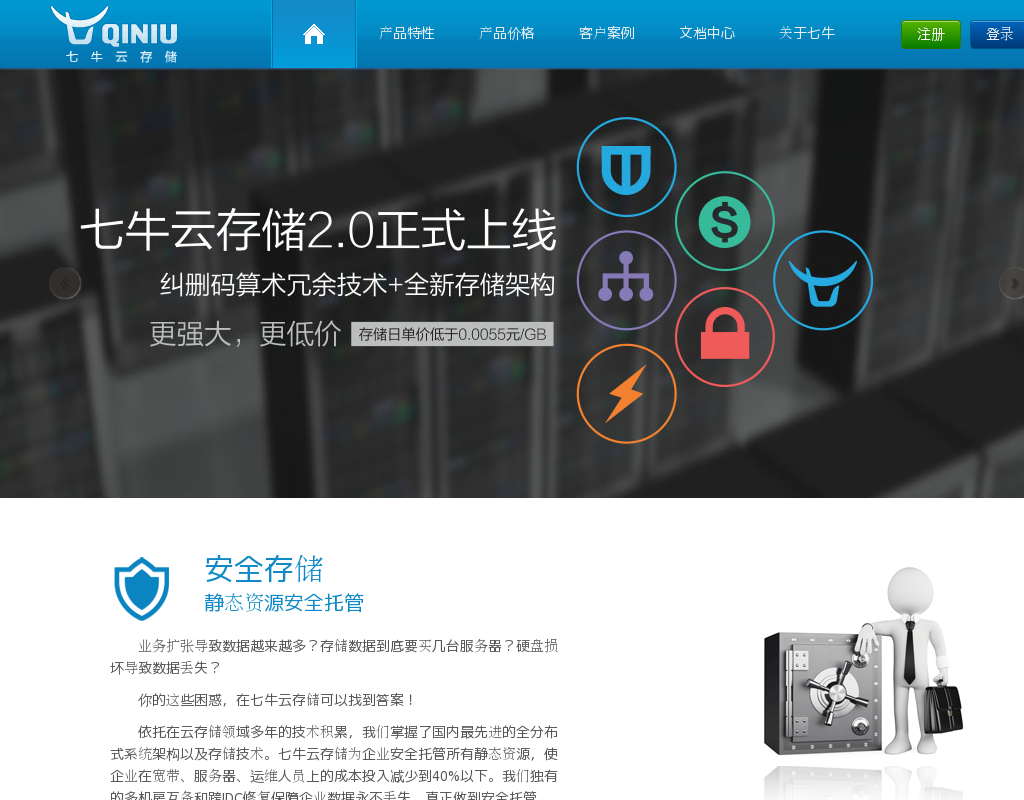 QINIU
七牛云存储
产品特性
产品价格
客户案例
文档中心
关于七牛
注册
登录
七牛云存储2.0正式上线
纠删码算术冗余技术+全新存储架构
更强大，更低价
存储日单价低于0.0055元/GB
安全存储
静态资源安全托管
业务扩张导致数据越来越多？存储数据到底要买几台服务器？硬盘损
坏导致数据丢失？
你的这些困惑，在七牛云存储可以找到答案！
依托在云存储领域多年的技术积累，我们掌握了国内最先进的全分布
式系统架构以及存储技术。七牛云存储为企业安全托管所有静态资源，使
企业在宽带、服务器、运维人员上的成本投入减少到40%以下。我们独有
的多机房互备和跨IDC修复保障企业数据永不丢失，真正做到安全托管